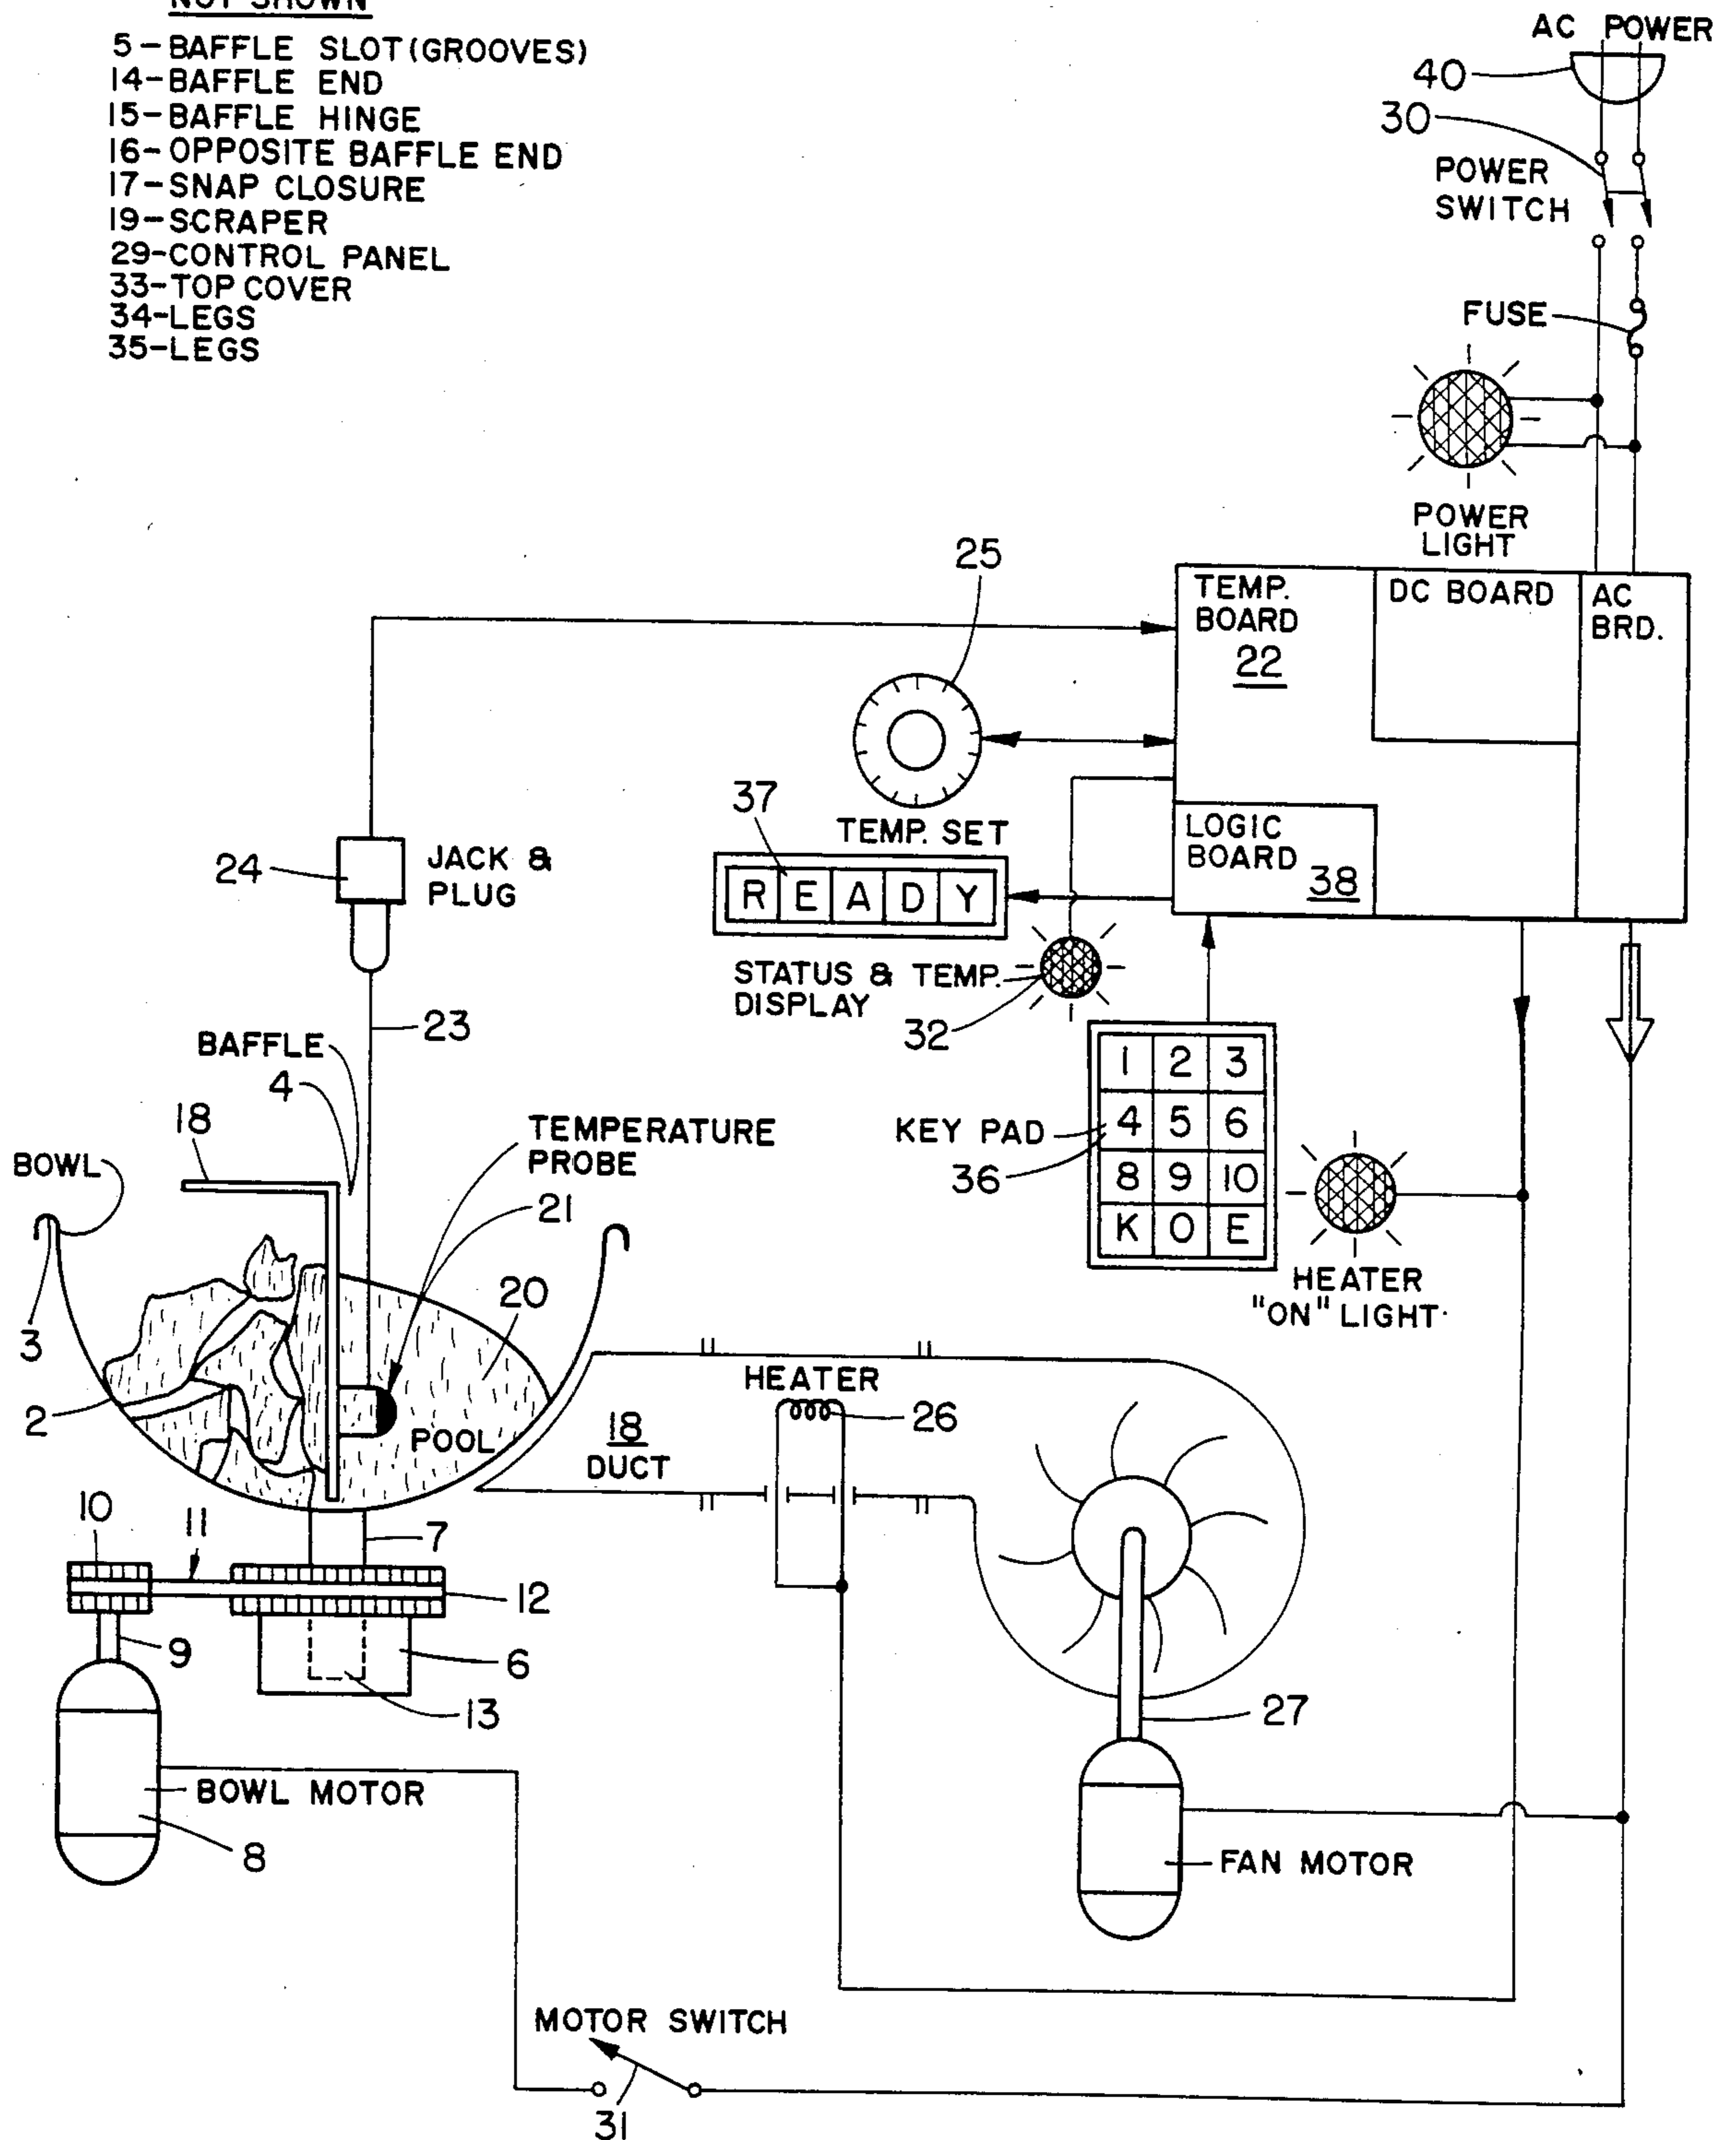 NOT SHOWN
5-BAFFLE SLOT (GROOVES)
14-BAFFLE END
15-BAFFLE HINGE
16-OPPOSITE BAFFLE END
17-SNAP CLOSURE
19-SCRAPER
29-CONTROL PANEL
33-TOP COVER
34-LEGS
35-LEGS
AC POWER
40
30
POWER
SWITCH
FUSE
POWER
LIGHT
25
TEMP.
BOARD
22
DC BOARD
AC
BRD.
TEMP. SET
37
LOGIC
BOARD
38
24
JACK &
PLUG
R E A D Y
STATUS & TEMP.
DISPLAY
32
23
BAFFLE
4
18
TEMPERATURE
PROBE
21
BOWL
3
1 2 3
4 5 6
8 9 10
K O E
KEY PAD
36
HEATER
"ON" LIGHT
20
2
POOL
HEATER
26
18
DUCT
10
11
7
12
9
6
13
27
BOWL MOTOR
8
FAN MOTOR
MOTOR SWITCH
31